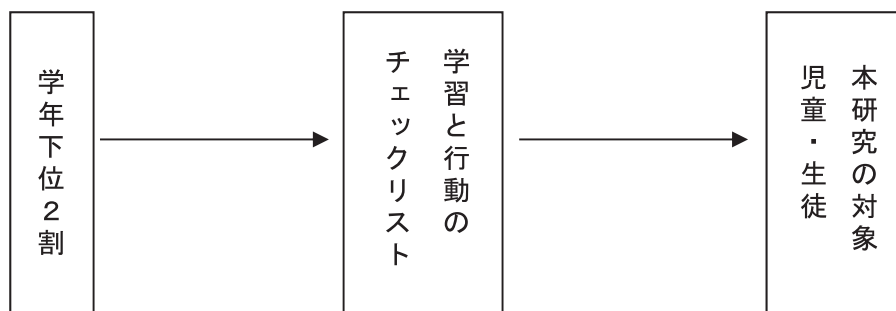 学年下位２割
学習と行動の
チェックリスト
本研究の対象
児童・生徒